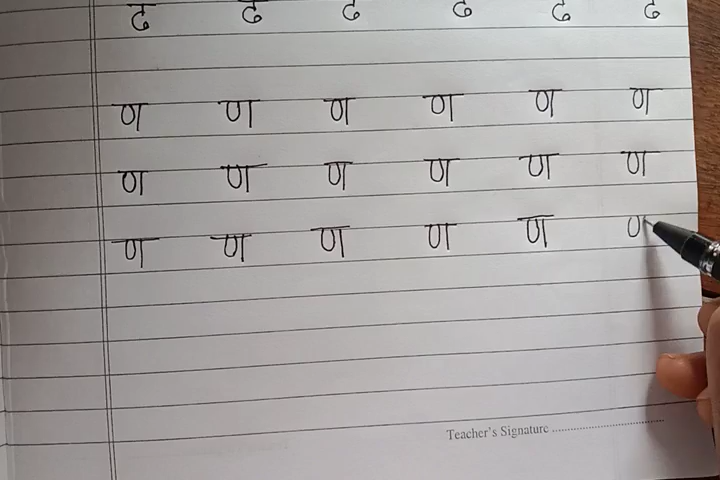 ढ ढ ढ ढ ढ ढ
ण ण ण ण ण ण
ण ण ण ण ण ण
ण ण ण ण ण
Teacher's Signature ........................................